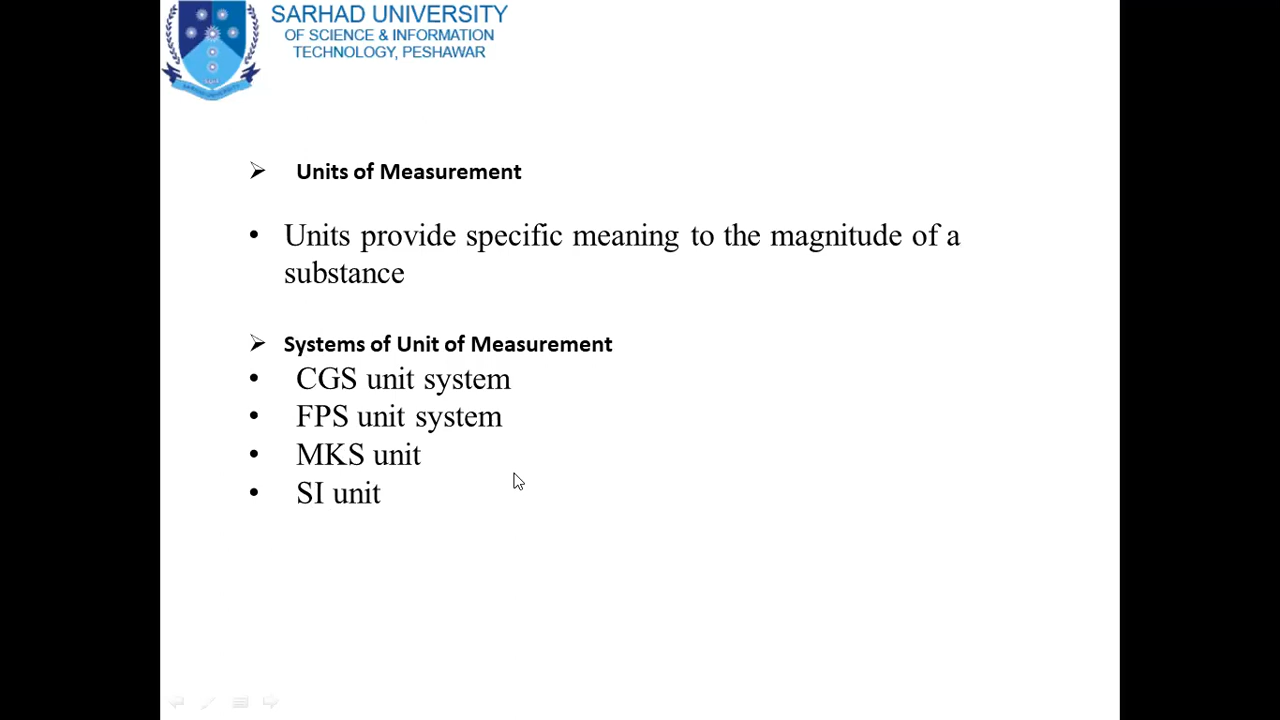 SARHAD UNIVERSITY
OF SCIENCE & INFORMATION
TECHNOLOGY, PESHAWAR
Units of Measurement
Units provide specific meaning to the magnitude of a
substance
Systems of Unit of Measurement
CGS unit system
FPS unit system
MKS unit
SI unit